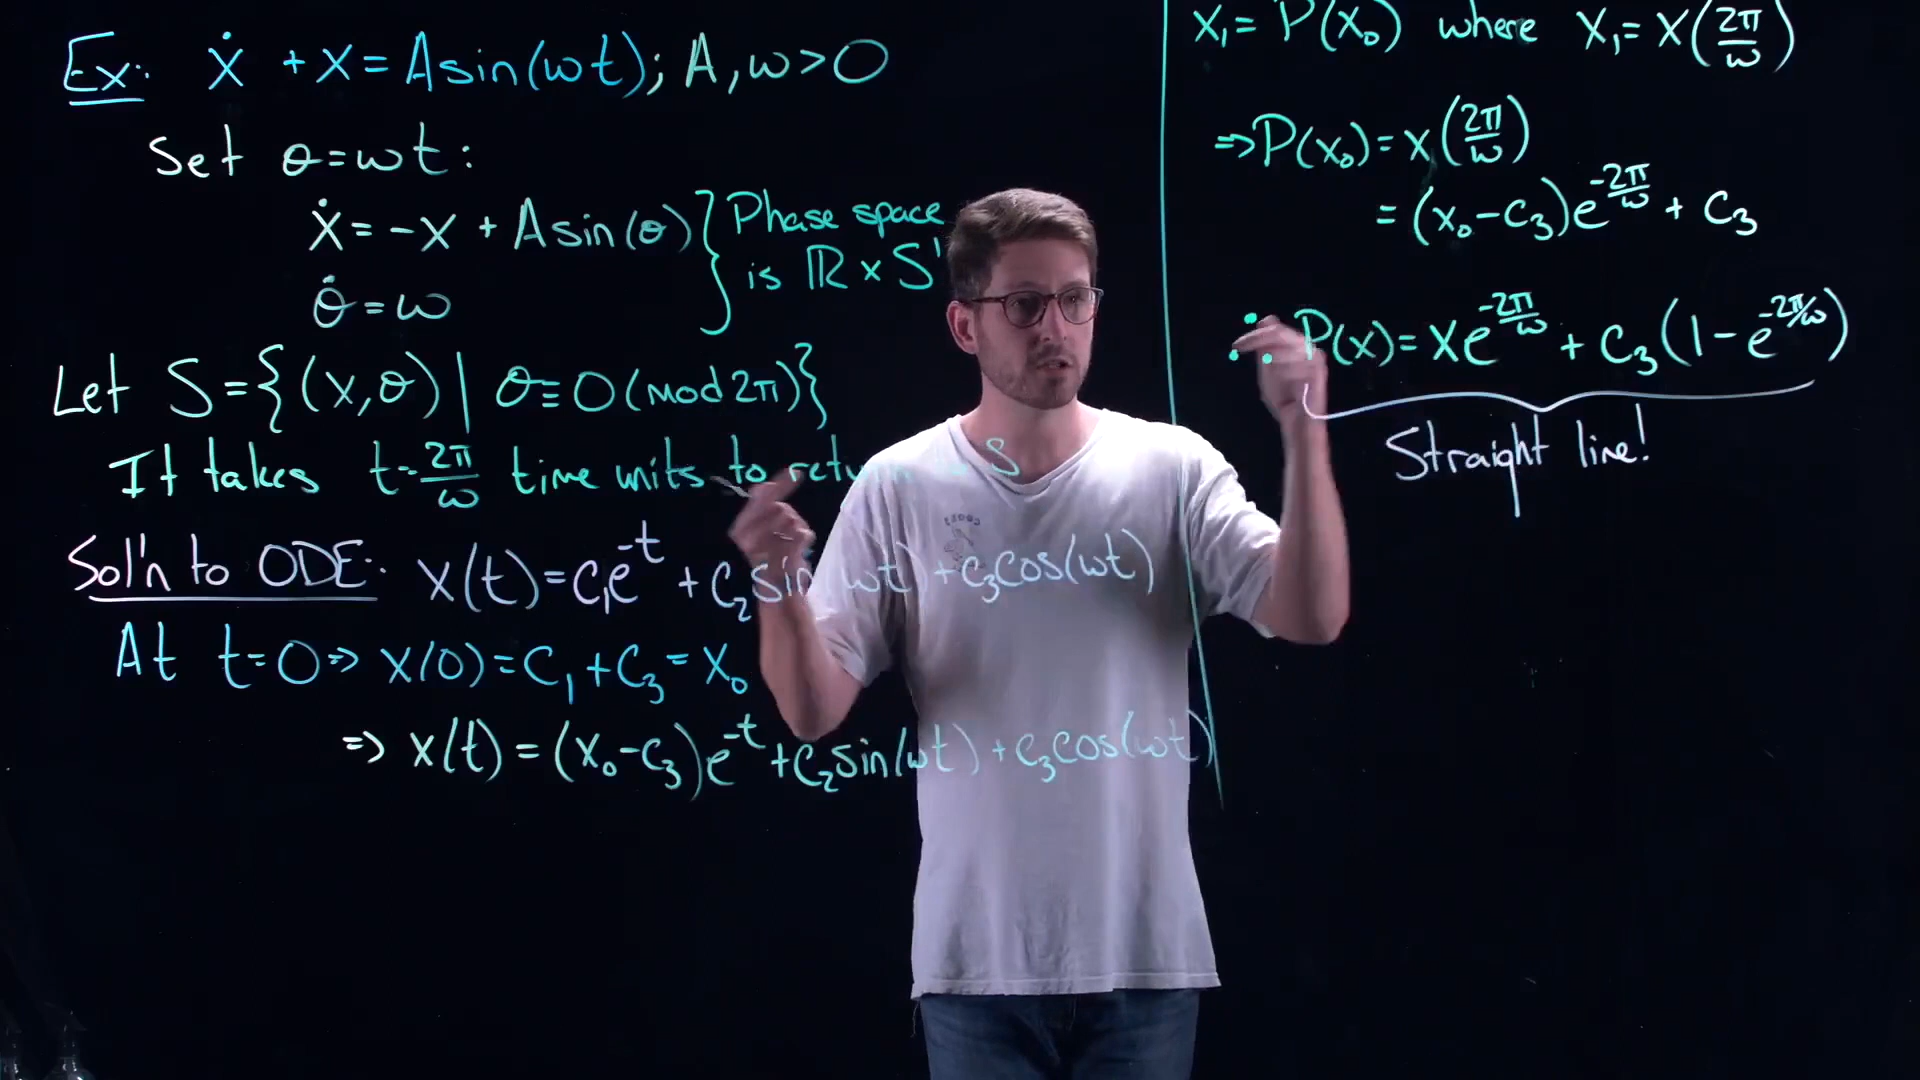 Ex: ẋ + x = Asin(ωt); A, ω > 0
Set θ = ωt:
ẋ = -x + Asin(θ) } Phase space
is ℝ × S¹
θ̇ = ω
Let S = {(x, θ) | θ ≡ 0 (mod 2π)}
It takes t = 2π/ω time units to S
Sol'n to ODE: x(t) = c₁e^{-t} + c₂sin(ωt) + c₃cos(ωt)
At t = 0 ⇒ x(0) = c₁ + c₃ = x₀
⇒ x(t) = (x₀ - c₃)e^{-t} + c₂sin(ωt) + c₃cos(ωt)
x₁ = P(x₀) where x₁ = x(2π/ω)
⇒ P(x₀) = x(2π/ω)
= (x₀ - c₃)e^{-2π/ω} + c₃
∴ P(x) = xe^{-2π/ω} + c₃(1 - e^{-2π/ω})
Straight line!